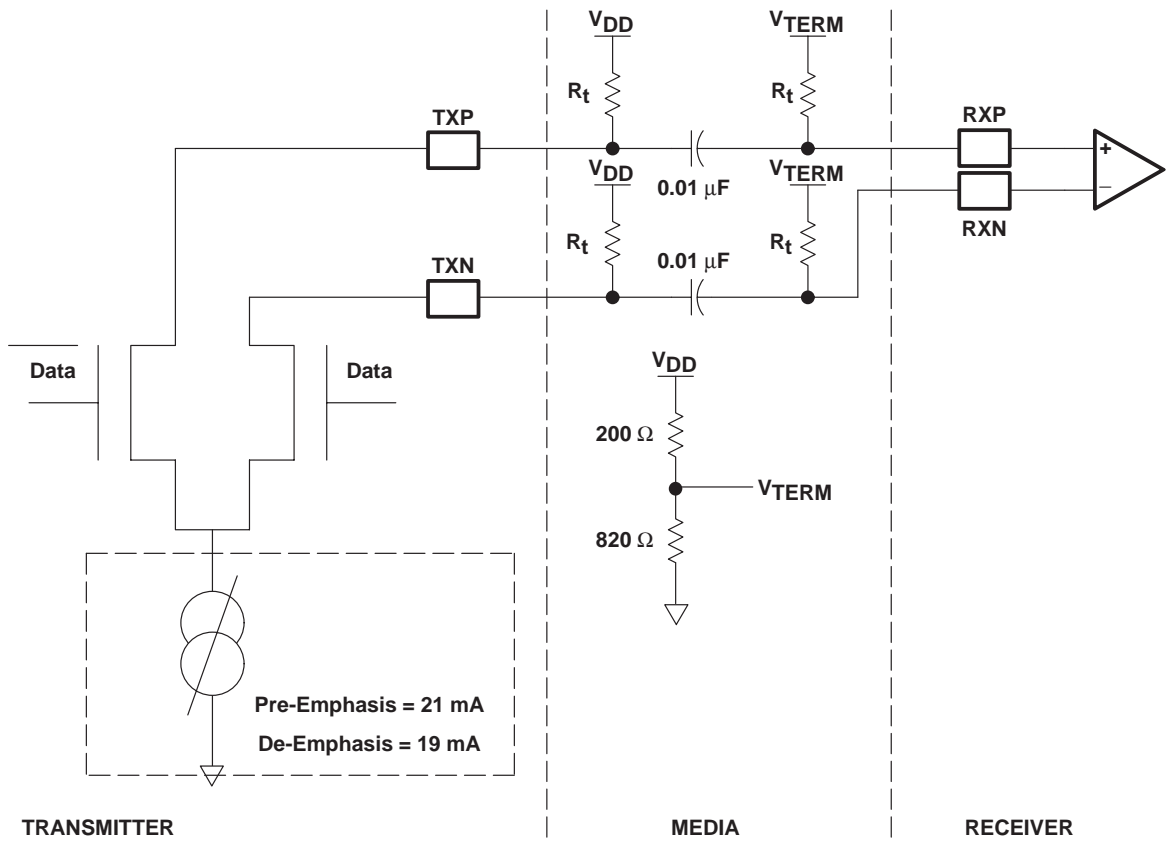 VDD VTERM
Rt Rt
TXP RXP
+
VDD 0.01 μF VTERM
−
RXN
Rt 0.01 μF Rt
TXN
Data Data
VDD
200 Ω
VTERM
820 Ω
Pre-Emphasis = 21 mA
De-Emphasis = 19 mA
TRANSMITTER MEDIA RECEIVER